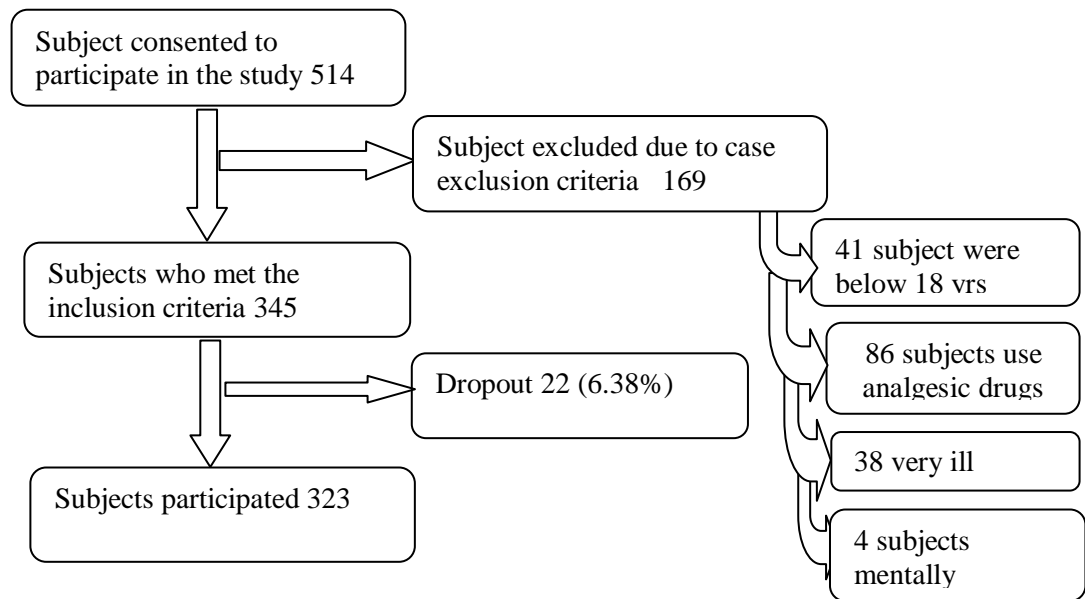 Subject consented to
participate in the study 514
Subject excluded due to case
exclusion criteria 169
41 subject were
below 18 vrs
Subjects who met the
inclusion criteria 345
86 subjects use
analgesic drugs
Dropout 22 (6.38%)
38 very ill
Subjects participated 323
4 subjects
mentally